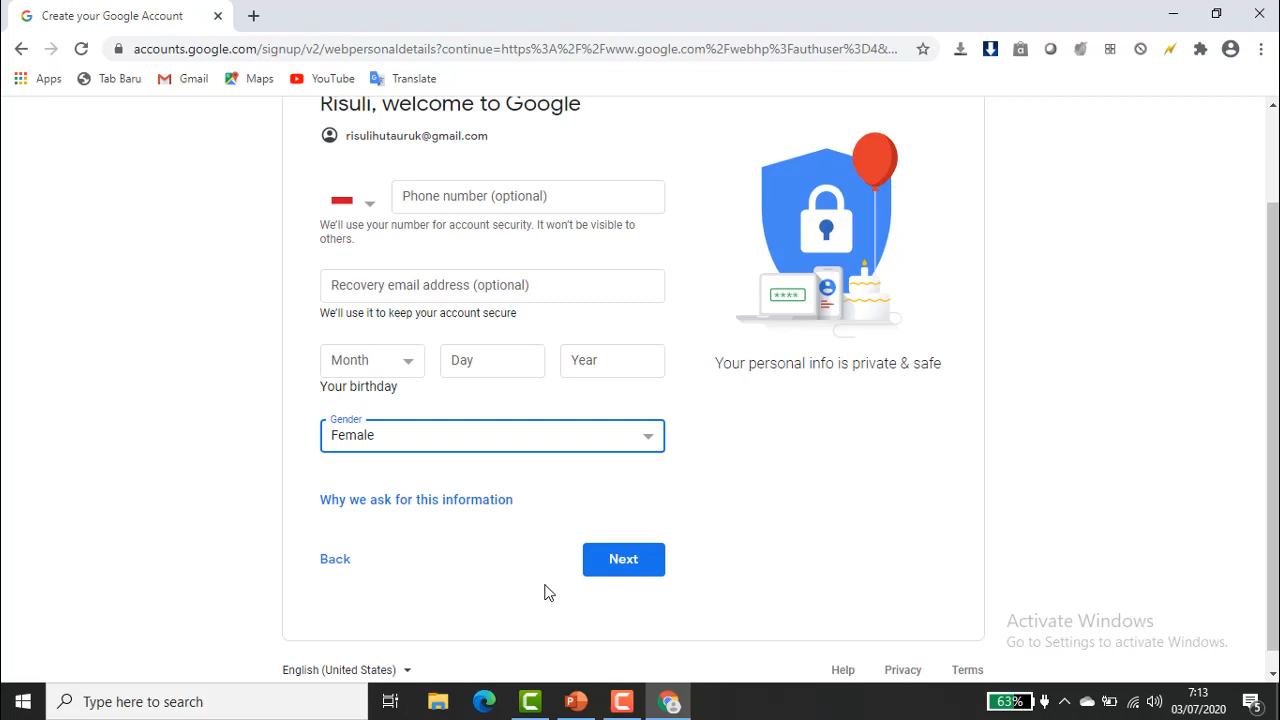 Create your Google Account
accounts.google.com/signup/v2/webpersonaldetails?continue=https%3A%2F%2Fwww.google.com%2Fwebhp%3Fauthuser%3D4&...
Apps Tab Baru Gmail Maps YouTube Translate
Risuli, welcome to Google
risulihutauruk@gmail.com
Phone number (optional)
We'll use your number for account security. It won't be visible to
others.
Recovery email address (optional)
We'll use it to keep your account secure
Month Day Year
Your birthday
Gender
Female
Why we ask for this information
Back Next
****
Your personal info is private & safe
Activate Windows
Go to Settings to activate Windows.
English (United States) Help Privacy Terms
Type here to search
63%
7:13
03/07/2020
5